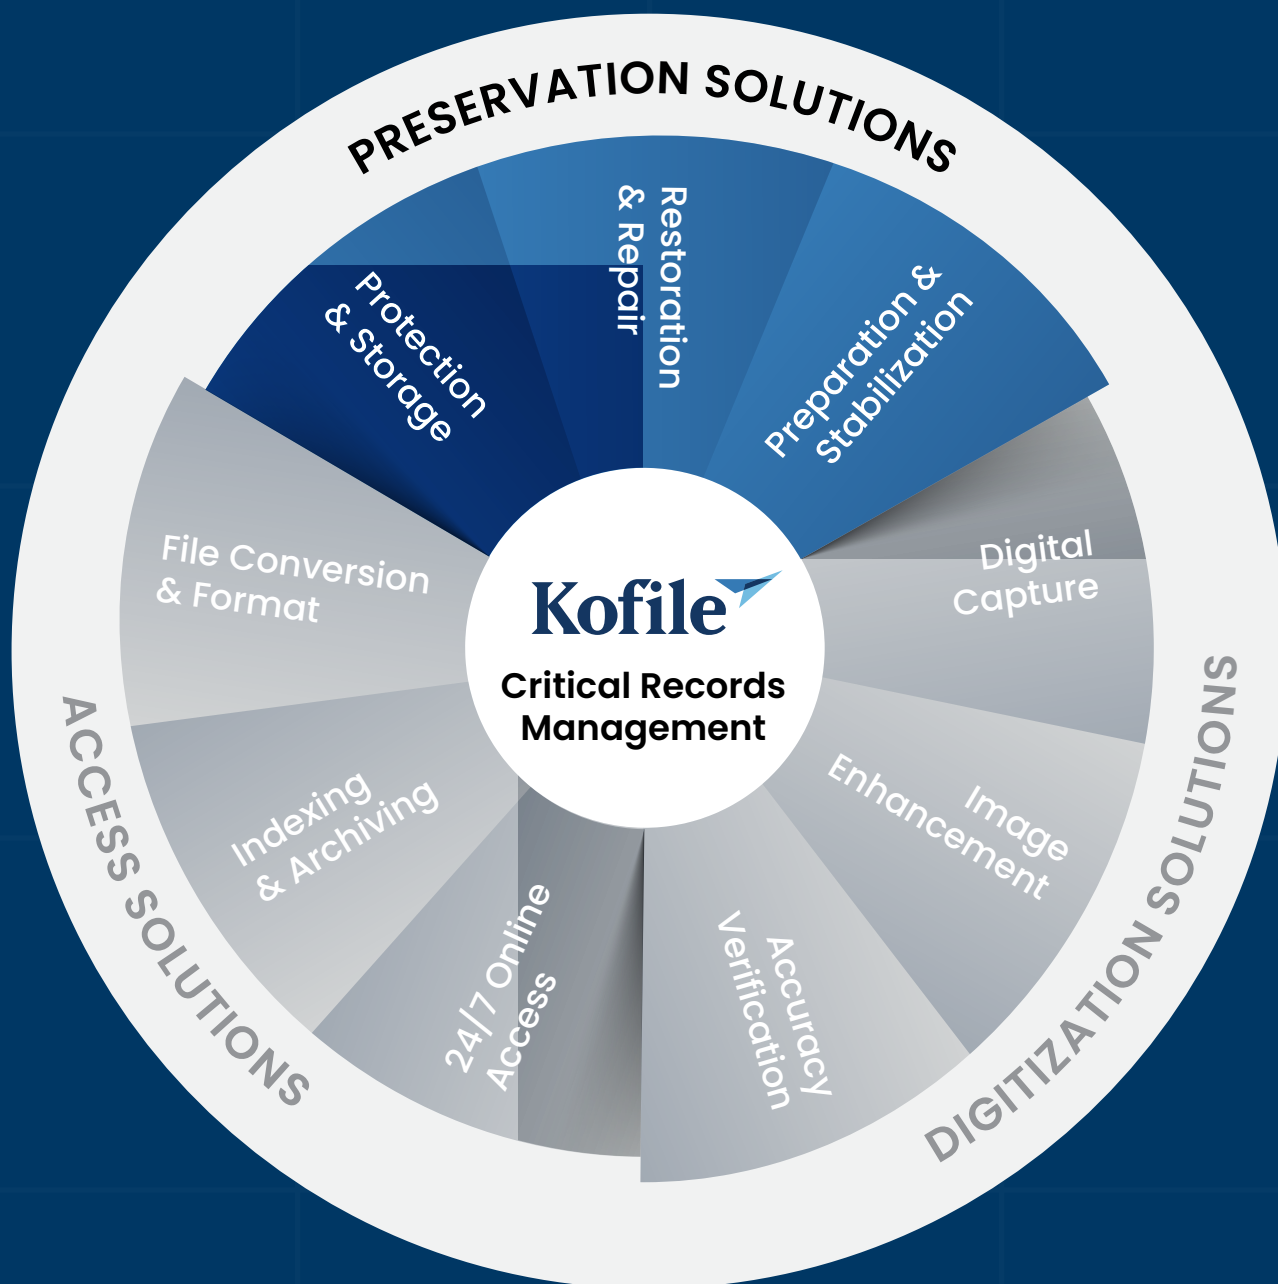 PRESERVATION SOLUTIONS
Protection
& Storage
Restoration
& Repair
Preparation &
Stabilization
File Conversion
& Format
Digital
Capture
Kofile
Critical Records
Management
Indexing
& Archiving
Image
Enhancement
24/7 Online
Access
Accuracy
Verification
ACCESS SOLUTIONS
DIGITIZATION SOLUTIONS